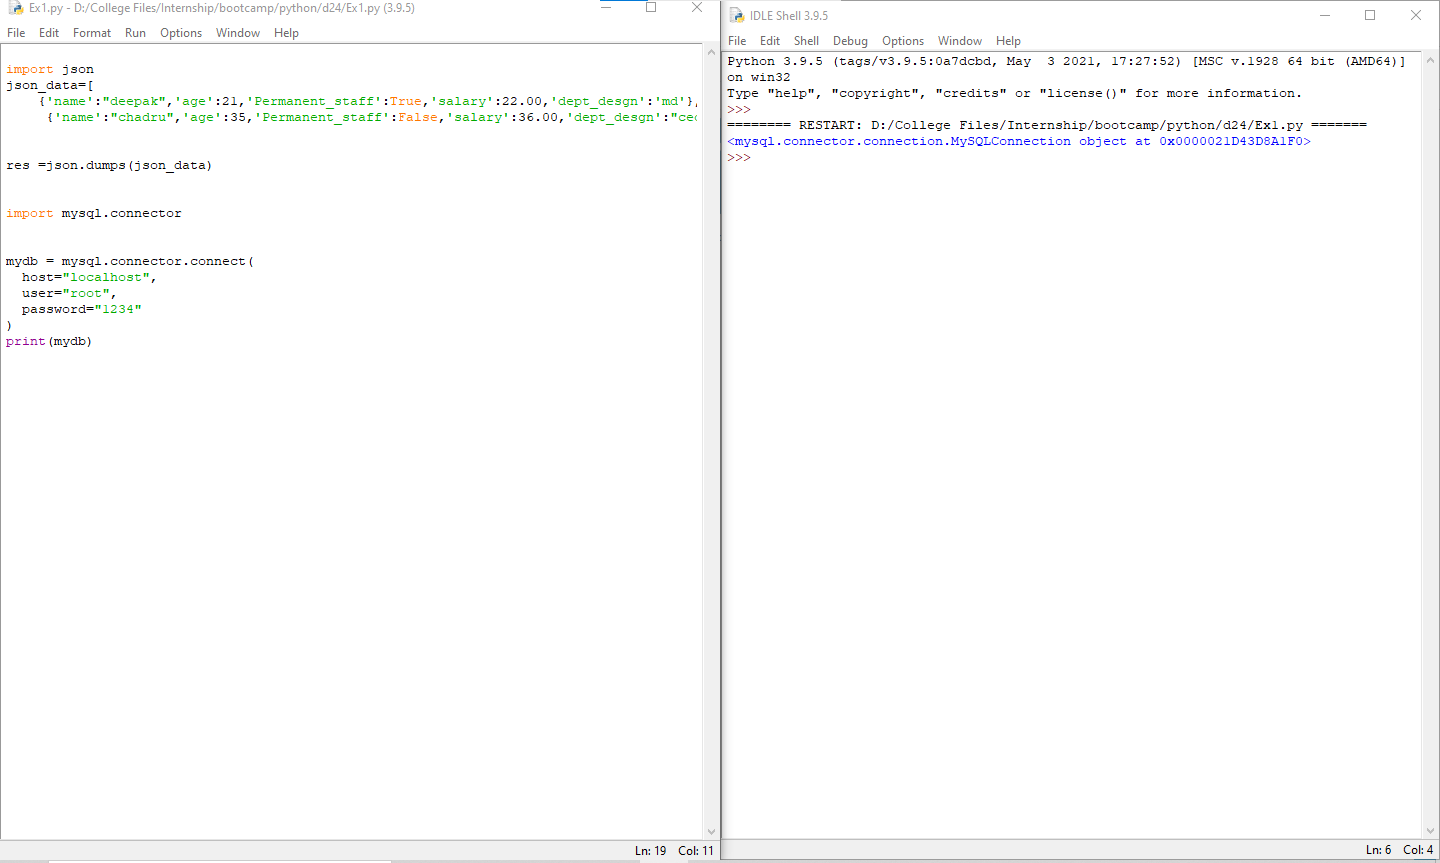 Ex1.py - D:/College Files/Internship/bootcamp/python/d24/Ex1.py (3.9.5)
File Edit Format Run Options Window Help
import json
json_data=[
    {'name':"deepak",'age':21,'Permanent_staff':True,'salary':22.00,'dept_desgn':'md'},
     {'name':"chadru",'age':35,'Permanent_staff':False,'salary':36.00,'dept_desgn':"ceo
res =json.dumps(json_data)
import mysql.connector
mydb = mysql.connector.connect(
  host="localhost",
  user="root",
  password="1234"
)
print(mydb)
Ln: 19 Col: 11
IDLE Shell 3.9.5
File Edit Shell Debug Options Window Help
Python 3.9.5 (tags/v3.9.5:0a7dcbd, May  3 2021, 17:27:52) [MSC v.1928 64 bit (AMD64)]
on win32
Type "help", "copyright", "credits" or "license()" for more information.
>>>
======== RESTART: D:/College Files/Internship/bootcamp/python/d24/Ex1.py =======
<mysql.connector.connection.MySQLConnection object at 0x0000021D43D8A1F0>
>>>
Ln: 6 Col: 4